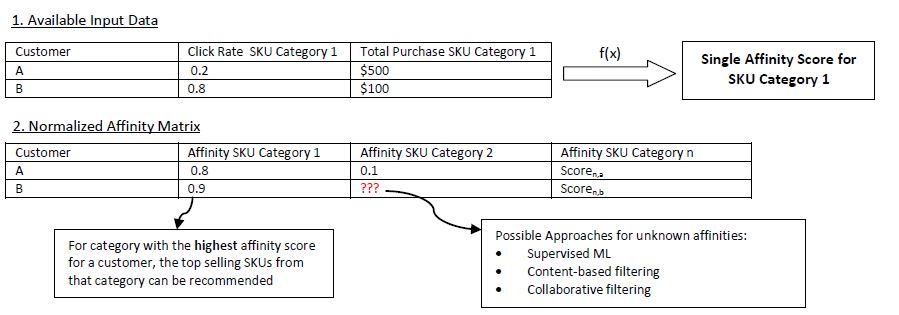 1. Available Input Data
Customer Click Rate SKU Category 1 Total Purchase SKU Category 1
A 0.2 $500
B 0.8 $100
f(x)
Single Affinity Score for
SKU Category 1
2. Normalized Affinity Matrix
Customer Affinity SKU Category 1 Affinity SKU Category 2 Affinity SKU Category n
A 0.8 0.1 Scoren,a
B 0.9 ??? Scoren,b
For category with the highest affinity score
for a customer, the top selling SKUs from
that category can be recommended
Possible Approaches for unknown affinities:
• Supervised ML
• Content-based filtering
• Collaborative filtering